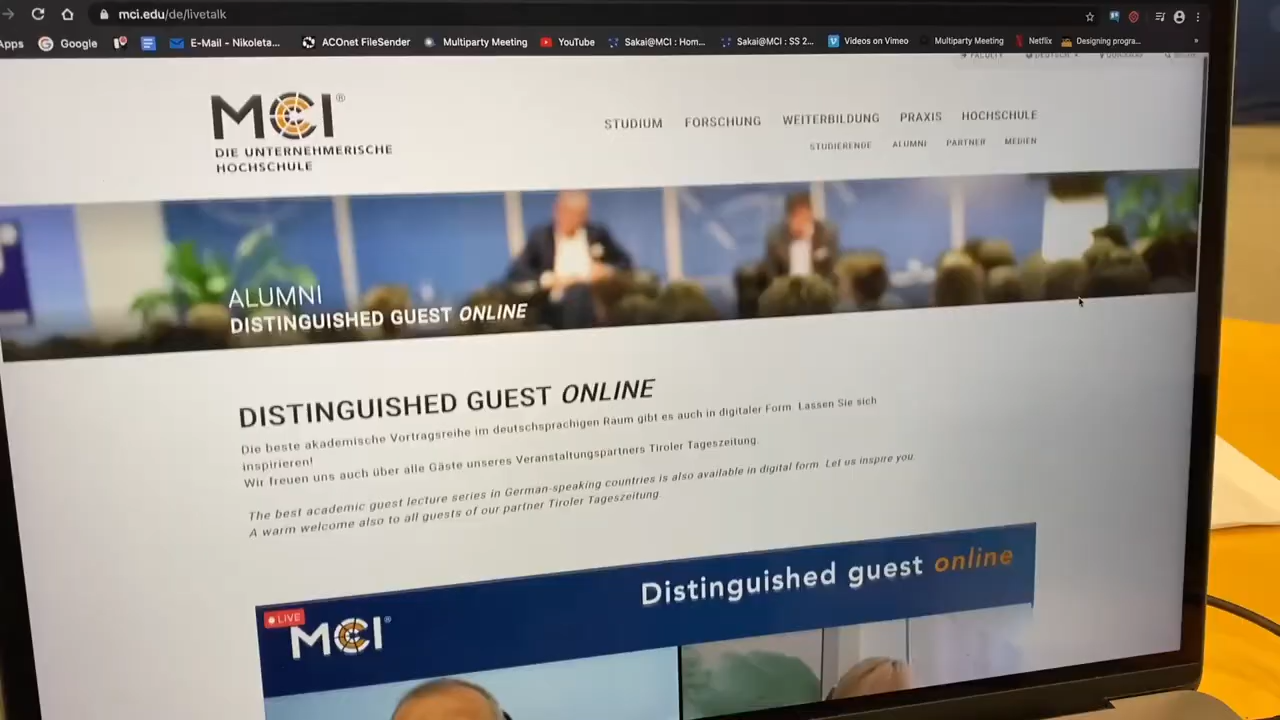 mci.edu/de/livetalk
Apps Google E-Mail - Nikoleta... ACOnet FileSender Multiparty Meeting YouTube Sakai@MCI : Hom... Sakai@MCI : SS 2... Videos on Vimeo Multiparty Meeting Netflix Designing progra... »
FACULTY DEUTSCH
MCI®
DIE UNTERNEHMERISCHE
HOCHSCHULE
STUDIUM FORSCHUNG WEITERBILDUNG PRAXIS HOCHSCHULE
STUDIERENDE ALUMNI PARTNER MEDIEN
ALUMNI
DISTINGUISHED GUEST ONLINE
DISTINGUISHED GUEST ONLINE
Die beste akademische Vortragsreihe im deutschsprachigen Raum gibt es auch in digitaler Form. Lassen Sie sich
inspirieren!
Wir freuen uns auch über alle Gäste unseres Veranstaltungspartners Tiroler Tageszeitung.
The best academic guest lecture series in German-speaking countries is also available in digital form. Let us inspire you.
A warm welcome also to all guests of our partner Tiroler Tageszeitung.
Distinguished guest online
LIVE
MCI®